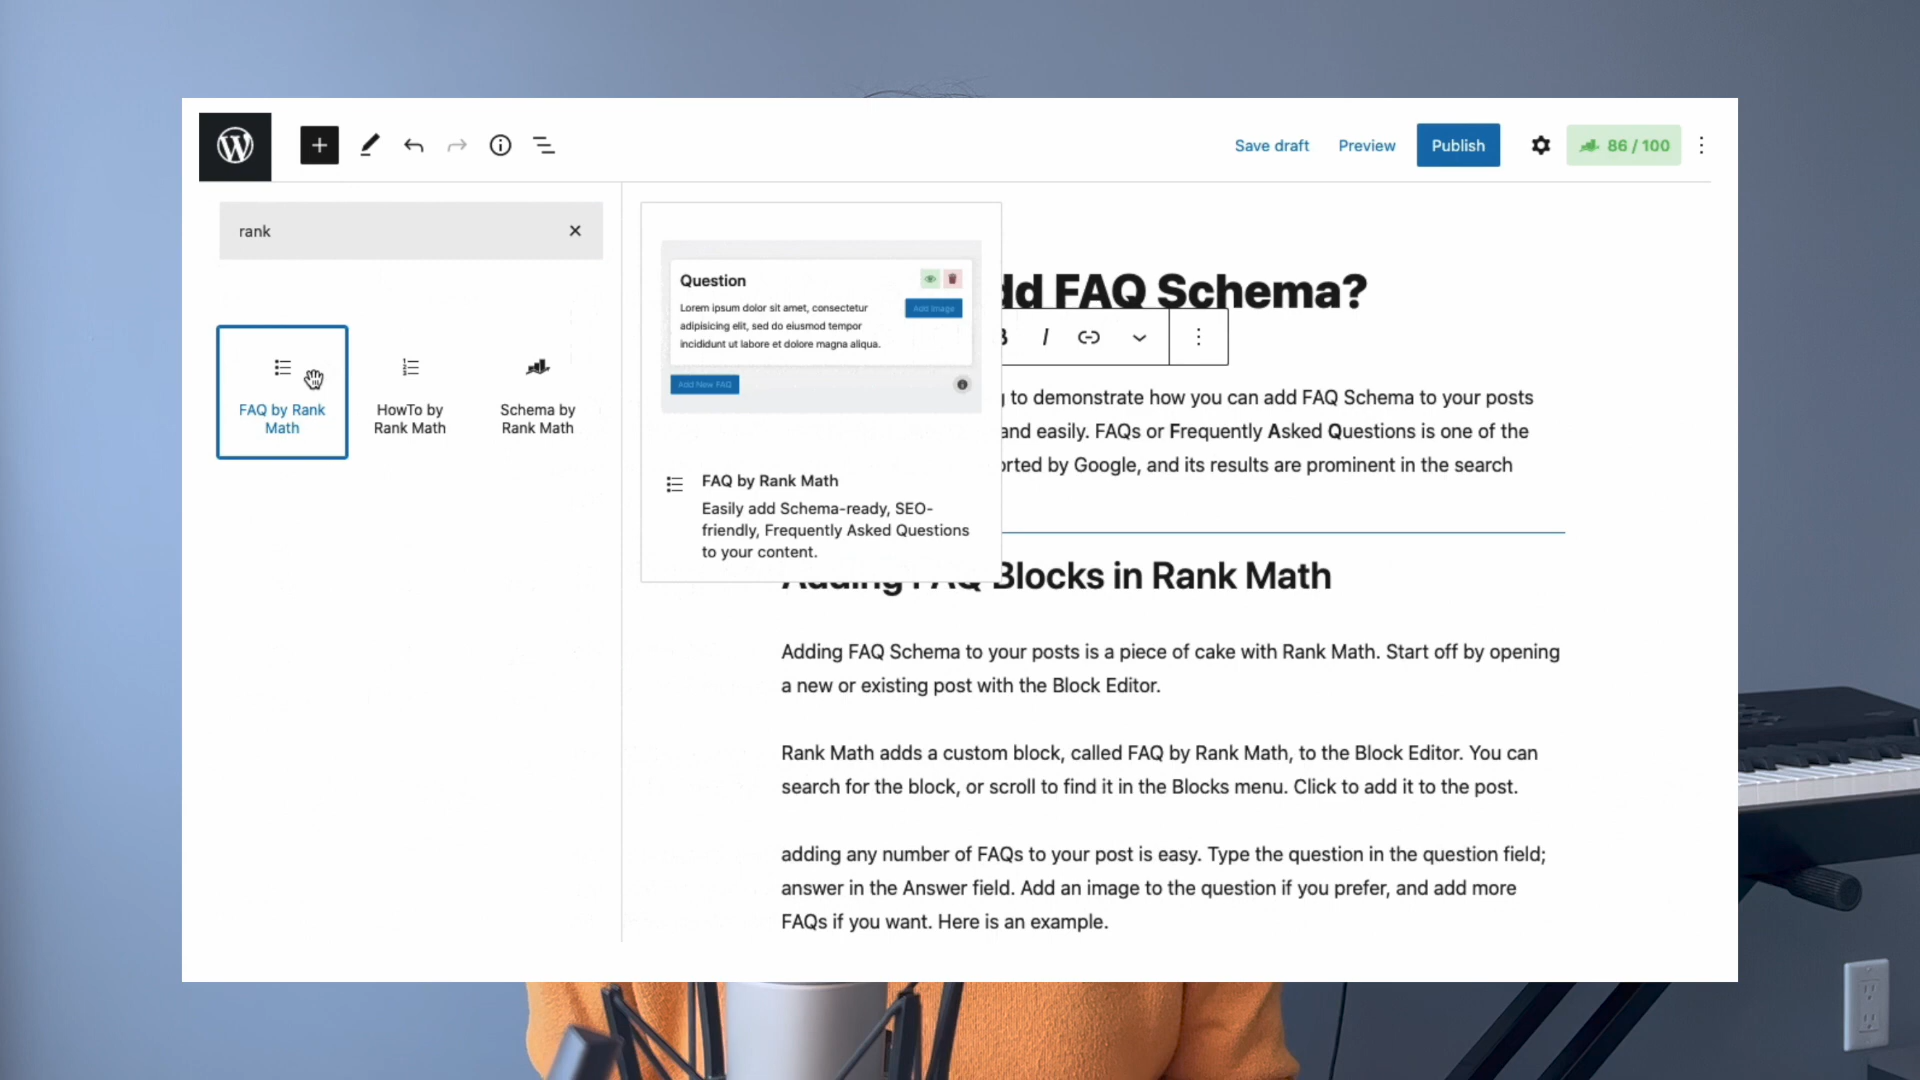 Save draft
Preview
Publish
86 / 100
rank
FAQ by Rank
Math
HowTo by
Rank Math
Schema by
Rank Math
Question
Lorem ipsum dolor sit amet, consectetur
adipisicing elit, sed do eiusmod tempor
incididunt ut labore et dolore magna aliqua.
Add Image
Add New FAQ
FAQ by Rank Math
Easily add Schema-ready, SEO-
friendly, Frequently Asked Questions
to your content.
dd FAQ Schema?
to demonstrate how you can add FAQ Schema to your posts
and easily. FAQs or Frequently Asked Questions is one of the
orted by Google, and its results are prominent in the search
Adding FAQ Blocks in Rank Math
Adding FAQ Schema to your posts is a piece of cake with Rank Math. Start off by opening
a new or existing post with the Block Editor.
Rank Math adds a custom block, called FAQ by Rank Math, to the Block Editor. You can
search for the block, or scroll to find it in the Blocks menu. Click to add it to the post.
adding any number of FAQs to your post is easy. Type the question in the question field;
answer in the Answer field. Add an image to the question if you prefer, and add more
FAQs if you want. Here is an example.